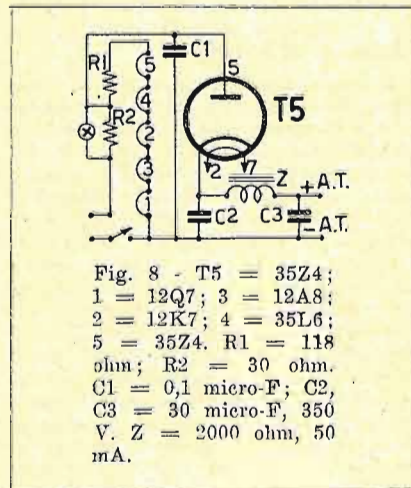 R1
R2
C1
5
4
2
3
1
5
T5
2
7
Z
+ A.T.
C2
C3
- A.T.
Fig. 8 - T5 = 35Z4;
1 = 12Q7; 3 = 12A8;
2 = 12K7; 4 = 35L6;
5 = 35Z4. R1 = 118
ohm; R2 = 30 ohm.
C1 = 0,1 micro-F; C2,
C3 = 30 micro-F, 350
V. Z = 2000 ohm, 50
mA.